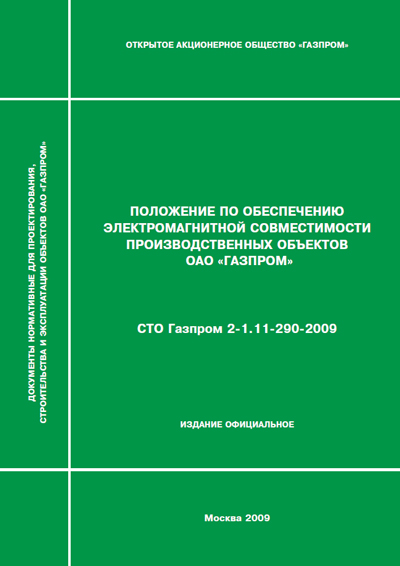 ОТКРЫТОЕ АКЦИОНЕРНОЕ ОБЩЕСТВО «ГАЗПРОМ»
ДОКУМЕНТЫ НОРМАТИВНЫЕ ДЛЯ ПРОЕКТИРОВАНИЯ,
СТРОИТЕЛЬСТВА И ЭКСПЛУАТАЦИИ ОБЪЕКТОВ ОАО «ГАЗПРОМ»
ПОЛОЖЕНИЕ ПО ОБЕСПЕЧЕНИЮ
ЭЛЕКТРОМАГНИТНОЙ СОВМЕСТИМОСТИ
ПРОИЗВОДСТВЕННЫХ ОБЪЕКТОВ
ОАО «ГАЗПРОМ»
СТО Газпром 2-1.11-290-2009
ИЗДАНИЕ ОФИЦИАЛЬНОЕ
Москва 2009